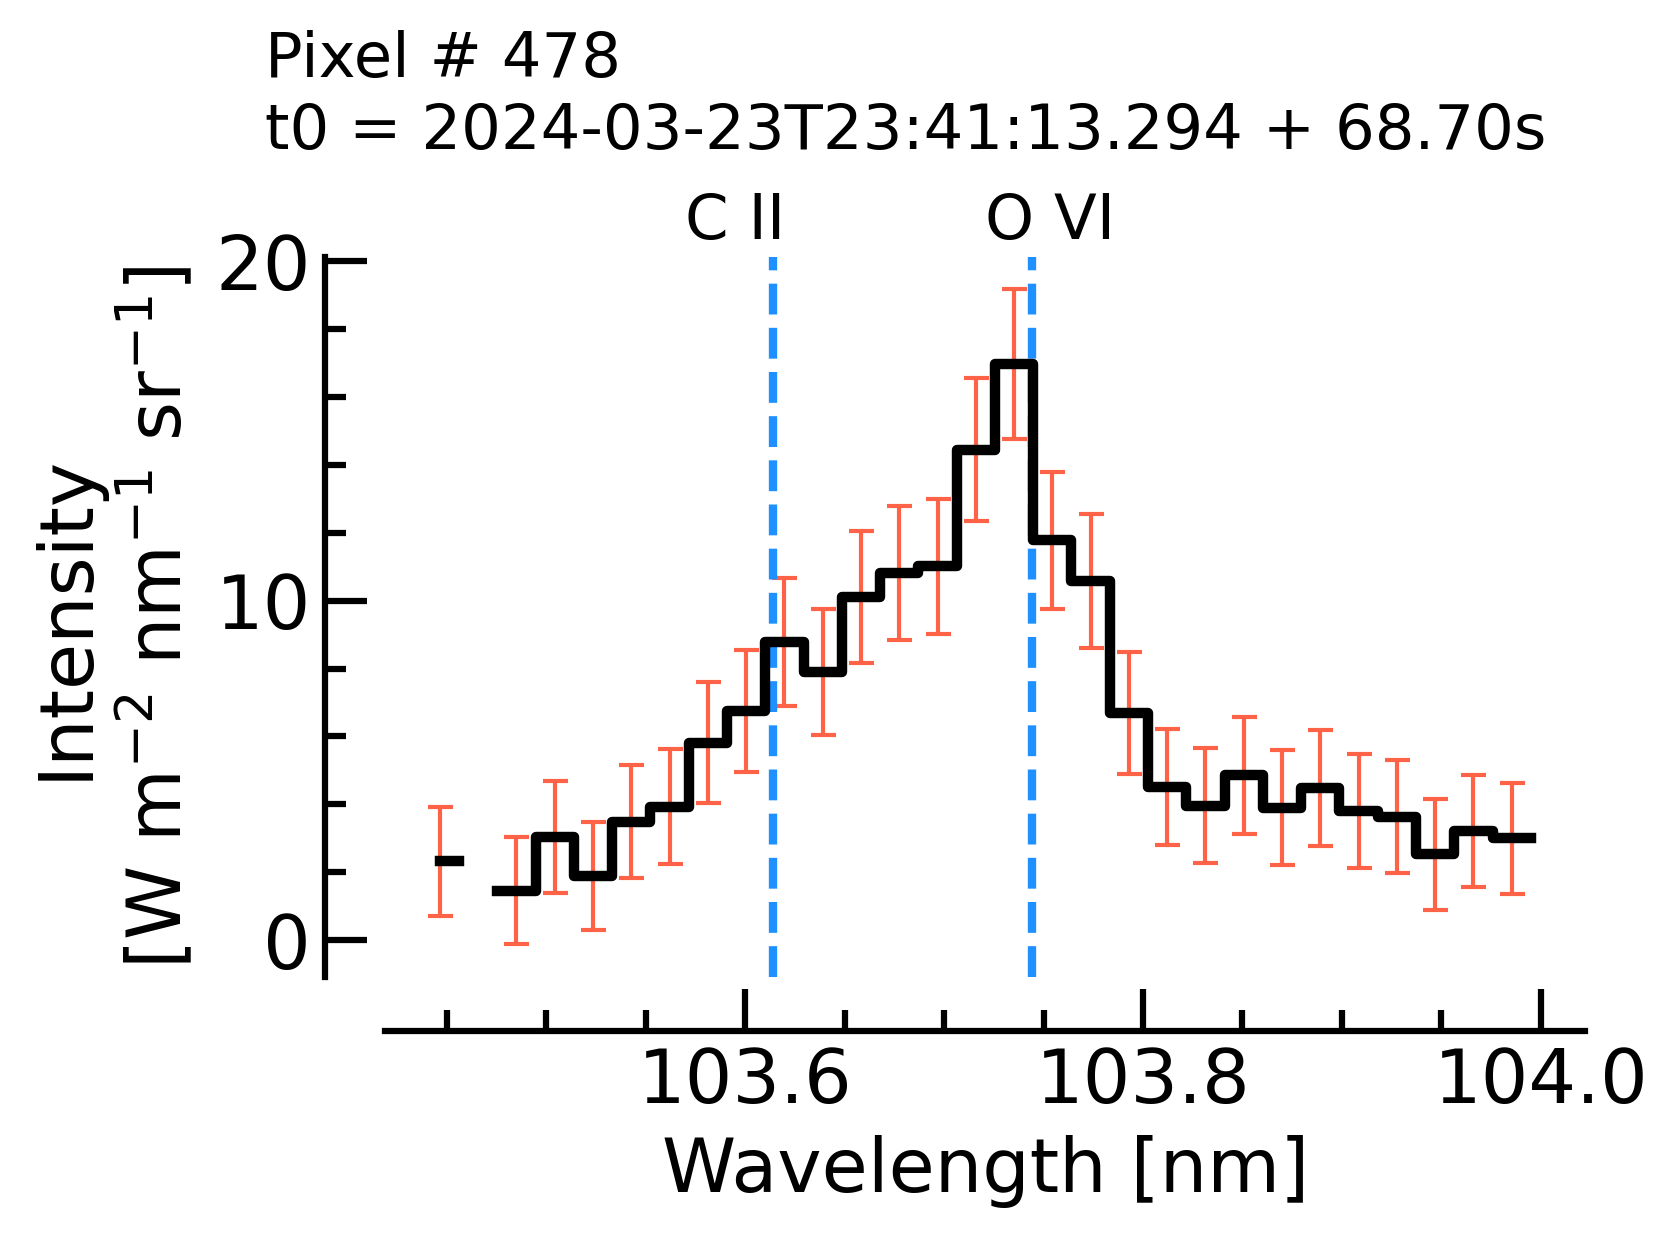 Pixel # 478
t0 = 2024-03-23T23:41:13.294 + 68.70s
C II
O VI
20
10
0
Intensity
[W m⁻² nm⁻¹ sr⁻¹]
103.6
103.8
104.0
Wavelength [nm]